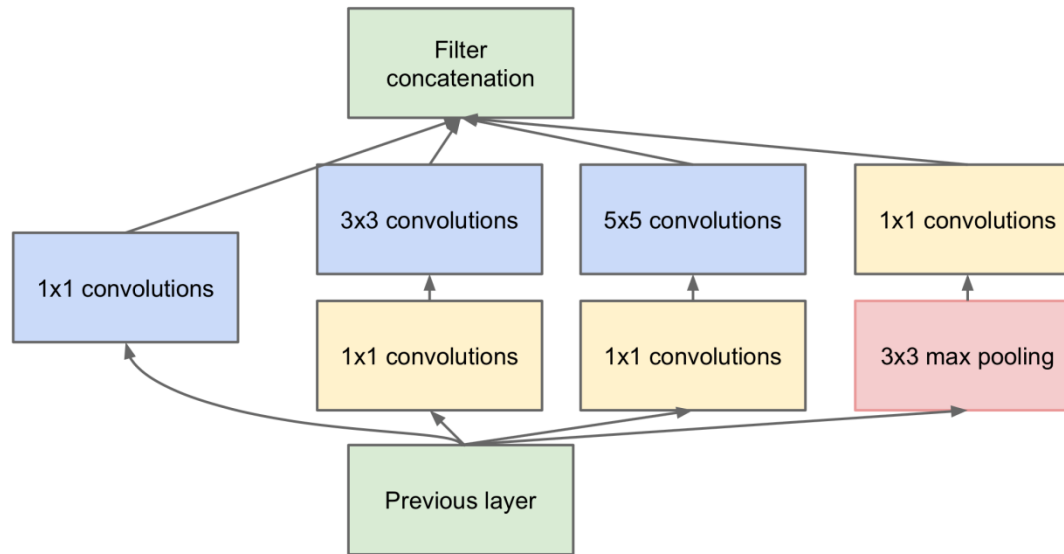 Filter
concatenation
3x3 convolutions
5x5 convolutions
1x1 convolutions
1x1 convolutions
1x1 convolutions
1x1 convolutions
3x3 max pooling
Previous layer